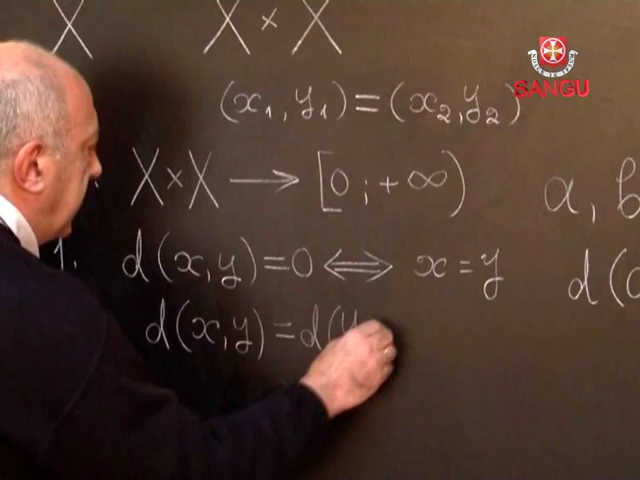 X X × X
SANGU
(x₁, y₁) = (x₂, y₂)
X × X → [0 ; + ∞)
a, b
1. d(x, y) = 0 ⟺ x = y
d(
d(x, y) = d(y